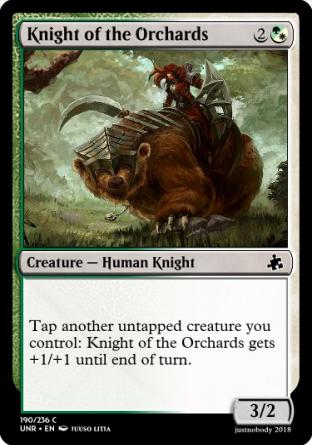 Knight of the Orchards 2
Creature — Human Knight
Tap another untapped creature you
control: Knight of the Orchards gets
+1/+1 until end of turn.
3/2
190/236 C
UNR • EN JUUSO LITIA
justnobody 2018